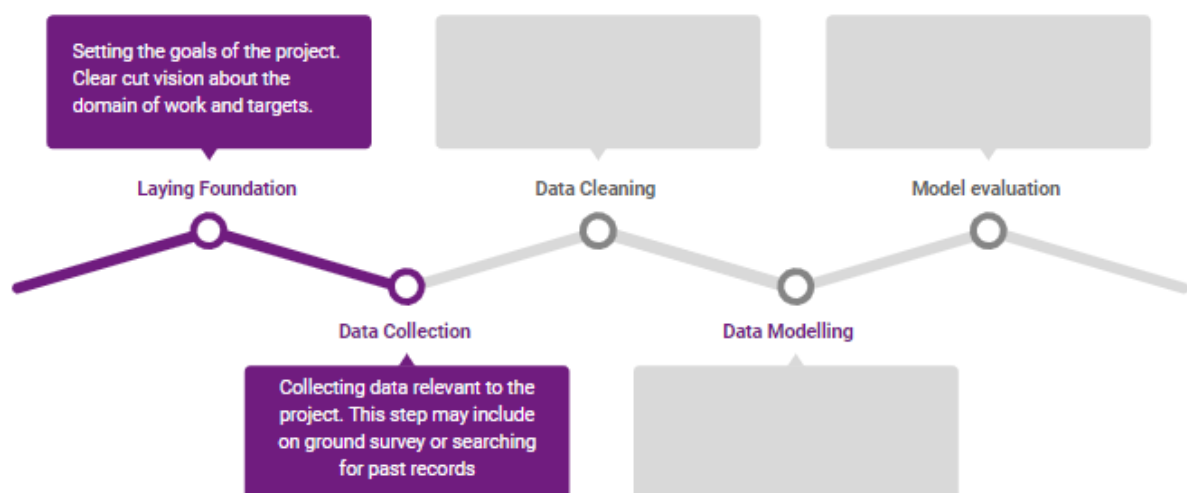 Setting the goals of the project.
Clear cut vision about the
domain of work and targets.
Laying Foundation
Data Cleaning
Model evaluation
Data Collection
Data Modelling
Collecting data relevant to the
project. This step may include
on ground survey or searching
for past records